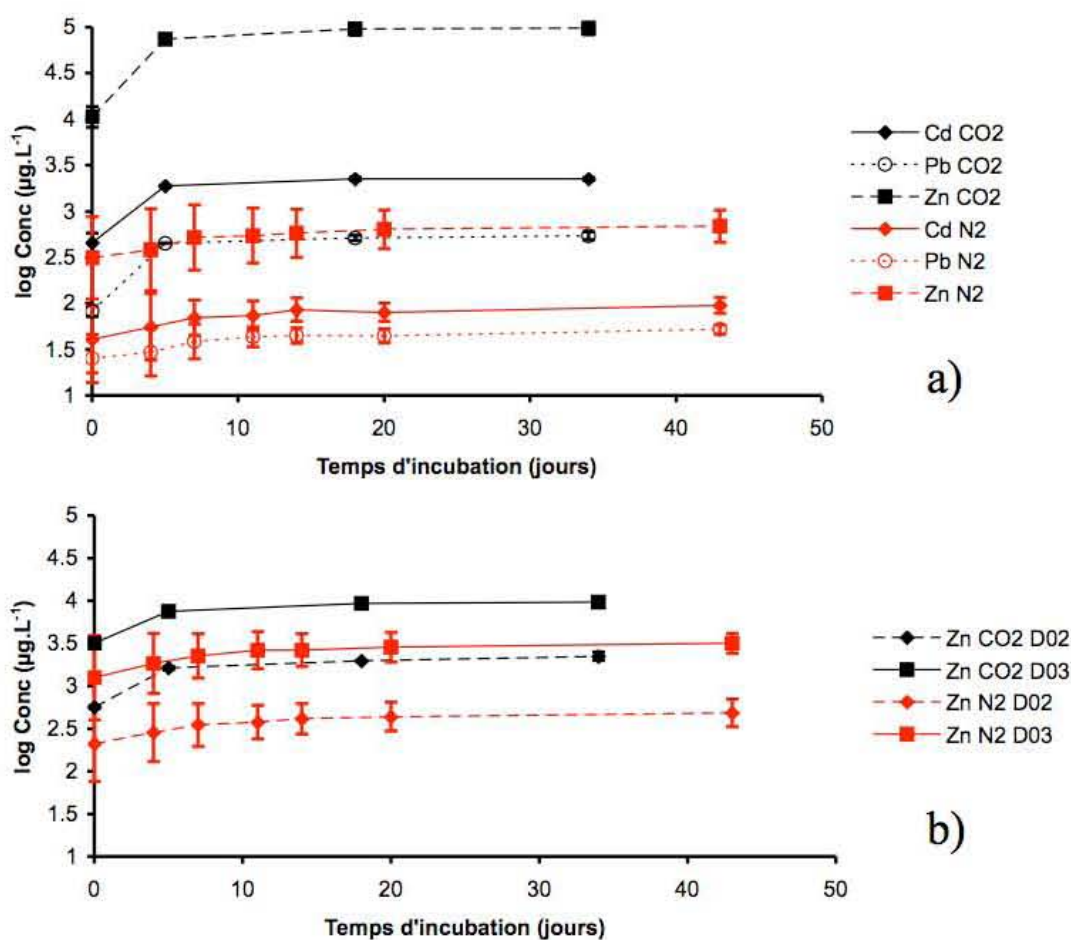 5
4.5
4
3.5
3
2.5
2
1.5
1
log Conc (µg.L-1)
0
10
20
30
40
50
Temps d'incubation (jours)
Cd CO2
Pb CO2
Zn CO2
Cd N2
Pb N2
Zn N2
a)
5
4.5
4
3.5
3
2.5
2
1.5
1
log Conc (µg.L-1)
0
10
20
30
40
50
Temps d'incubation (jours)
Zn CO2 D02
Zn CO2 D03
Zn N2 D02
Zn N2 D03
b)